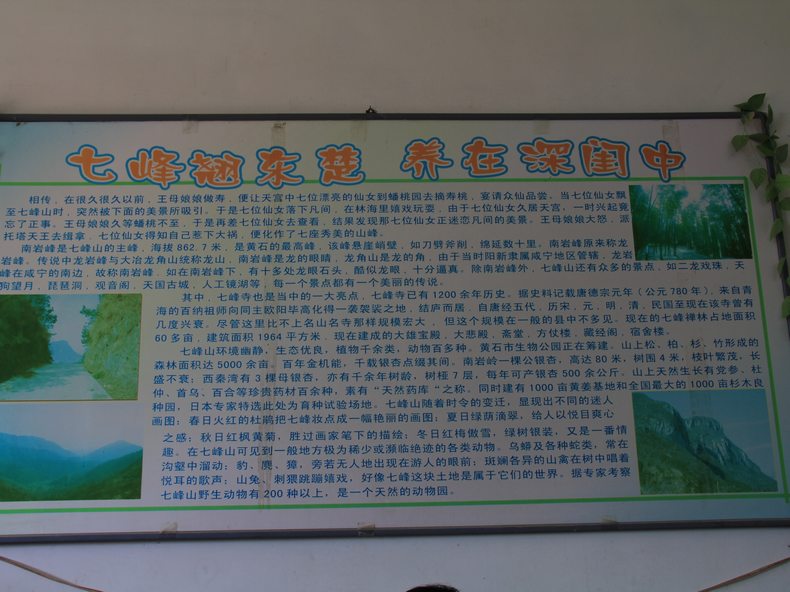 七峰翘东楚 养在深闺中
相传，在很久很久以前，王母娘娘做寿，便让天宫中七位漂亮的仙女到蟠桃园去摘寿桃，宴请众仙品尝。当七位仙女飘
至七峰山时，突然被下面的美景所吸引。于是七位仙女落下凡间，在林海里嬉戏玩耍，由于七位仙女久居天宫，一时兴起竟
忘了正事。王母娘娘久等蟠桃不至，于是再差七位仙女去查看，结果发现那七位仙女正迷恋凡间的美景。王母娘娘大怒，派
托塔天王去缉拿，七位仙女得知自己惹下大祸，便化作了七座秀美的山峰。
南岩峰是七峰山的主峰，海拔862.7米，是黄石的最高峰，该峰悬崖峭壁，如刀劈斧削，绵延数十里。南岩峰原来称龙
岩峰。传说中龙岩峰与大冶龙角山统称龙山，南岩峰是龙的眼睛，龙角山是龙的角，由于当时阳新隶属咸宁地区管辖，龙岩
峰在咸宁的南边，故称南岩峰，如在南岩峰下，有十多处龙眼石头，酷似龙眼，十分逼真。除南岩峰外，七峰山还有众多的景点，如二龙戏珠，天
狗望月，琵琶洞，观音阁，天国古城，人工镜湖等，每一个景点都有一个美丽的传说。
其中，七峰寺也是当中的一大亮点，七峰寺已有1200余年历史。据史料记载唐德宗元年（公元780年），来自青
海的百纳祖师向同主欧阳毕高化得一袭袈裟之地，结庐而居，自唐经五代，历宋，元，明，清，民国至现在该寺曾有
几度兴衰。尽管这里比不上名山名寺那样规模宏大，但这个规模在一般的县中不多见。现在的七峰禅林占地面积
60多亩，建筑面积1964平方米，现在建成的大雄宝殿，大悲殿，斋堂，方仗楼，藏经阁，宿舍楼。
七峰山环境幽静，生态优良，植物千余类，动物百多种。黄石市生物公园正在筹建，山上松、柏、杉、竹形成的
森林面积达5000余亩，百年金机能，千载银杏点缀其间。南岩岭一棵公银杏，高达80米，树围4米，枝叶繁茂，长
盛不衰；西秦湾有3棵母银杏，亦有千余年树龄，树桠7层，每年可产银杏500余公斤。山上天然生长有党参、杜
仲、首乌、百合等珍贵药材百余种，素有“天然药库”之称。同时建有1000亩黄姜基地和全国最大的1000亩杉木良
种园，日本专家特选此处为育种试验场地。七峰山随着时令的变迁，显现出不同的迷人
画图：春日火红的杜鹃把七峰妆点成一幅艳丽的画图；夏日绿荫滴翠，给人以悦目爽心
之感；秋日红枫黄菊，胜过画家笔下的描绘；冬日红梅傲雪，绿树银装，又是一番情
趣。在七峰山可见到一般地方极为稀少或濒临绝迹的各类动物。乌蟒及各种蛇类，常在
沟壑中溜动；豹、麂、獐，旁若无人地出现在游人的眼前；斑斓各异的山禽在树中唱着
悦耳的歌声；山兔、刺猬跳蹦嬉戏，好像七峰这块土地是属于它们的世界。据专家考察
七峰山野生动物有200种以上，是一个天然的动物园。